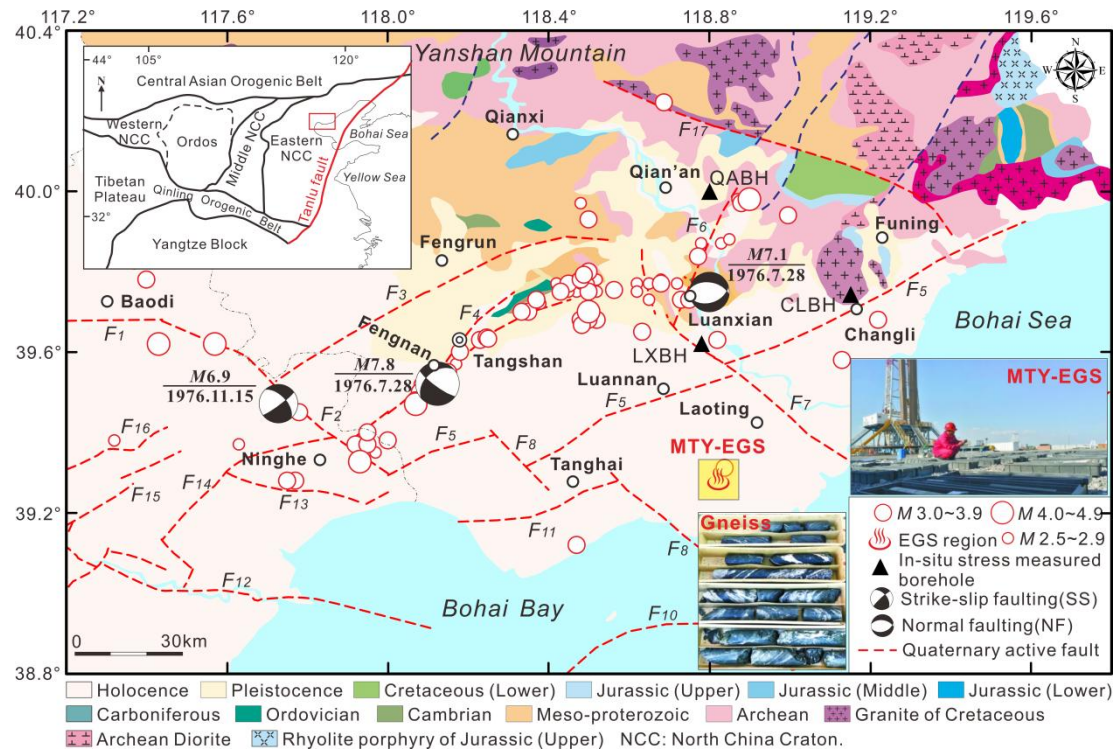 117.2 117.6 118.0 118.4 118.8 119.2 119.6
40.4°
40.0°
39.6°
39.2°
38.8°
44° 105° 120°
N
Central Asian Orogenic Belt
Western
NCC
Ordos
Middle NCC
Eastern
NCC
Bohai Sea
Yellow Sea
Tanlu fault
Tibetan
Plateau
Qinling Orogenic Belt
32°
Yangtze Block
Yanshan Mountain
N
W E
S
Qianxi
F17
Qian'an
QABH
F6
Funing
Fengrun
M7.1
1976.7.28
F5
Baodi
F3
CLBH
F1
F4
Luanxian
Changli
Bohai Sea
Fengnan
Tangshan
LXBH
M6.9
1976.11.15
M7.8
1976.7.28
Luannan
F5
F7
Laoting
F2
F16
F5
F8
Ninghe
MTY-EGS
Tanghai
F15
F14
F13
F11
F8
F12
Bohai Bay
F10
0 30km
MTY-EGS
Gneiss
M 3.0~3.9 M 4.0~4.9
EGS region M 2.5~2.9
In-situ stress measured
borehole
Strike-slip faulting(SS)
Normal faulting(NF)
Quaternary active fault
Holocence Pleistocence Cretaceous (Lower) Jurassic (Upper) Jurassic (Middle) Jurassic (Lower)
Carboniferous Ordovician Cambrian Meso-proterozoic Archean Granite of Cretaceous
Archean Diorite Rhyolite porphyry of Jurassic (Upper) NCC: North China Craton.